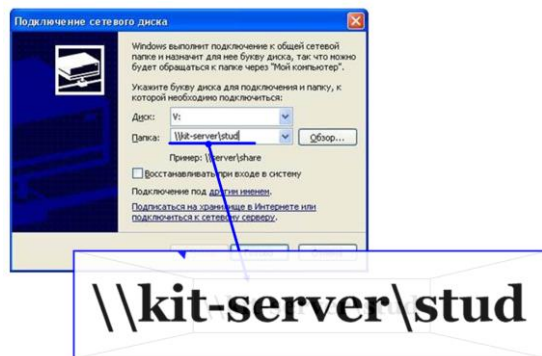 Подключение сетевого диска
Windows выполнит подключение к общей сетевой
папке и назначит для нее букву диска, так что можно
будет обращаться к папке через "Мой компьютер".
Укажите букву диска для подключения и папку, к
которой необходимо подключиться:
Диск: V:
Папка: \\kit-server\stud Обзор...
Пример: \\server\share
Восстанавливать при входе в систему
Подключение под другим именем.
Подписаться на хранилище в Интернете или
подключиться к сетевому серверу.
\\kit-server\stud